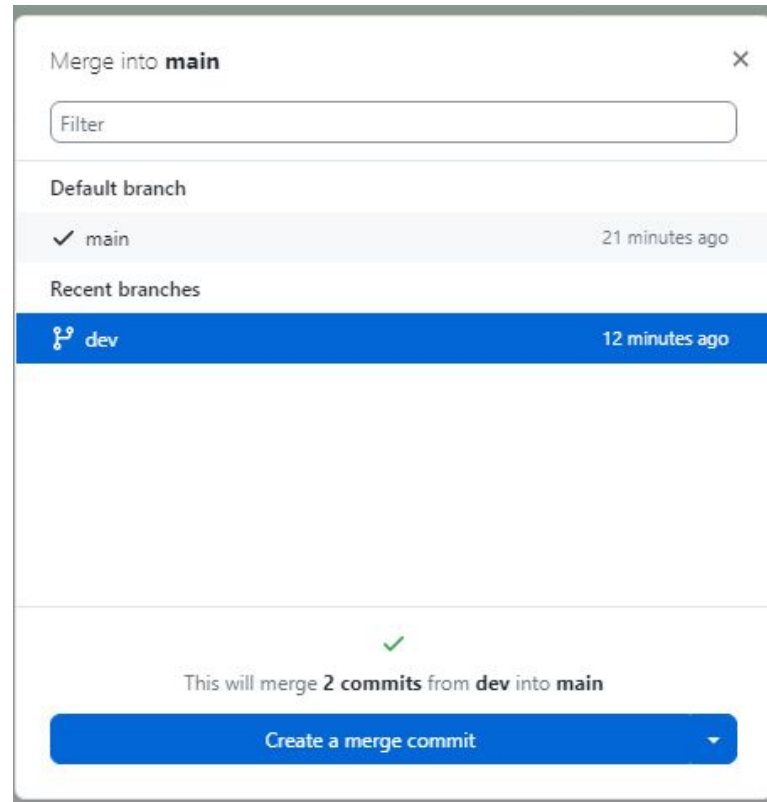 Merge into main
Filter
Default branch
main 21 minutes ago
Recent branches
dev 12 minutes ago
This will merge 2 commits from dev into main
Create a merge commit